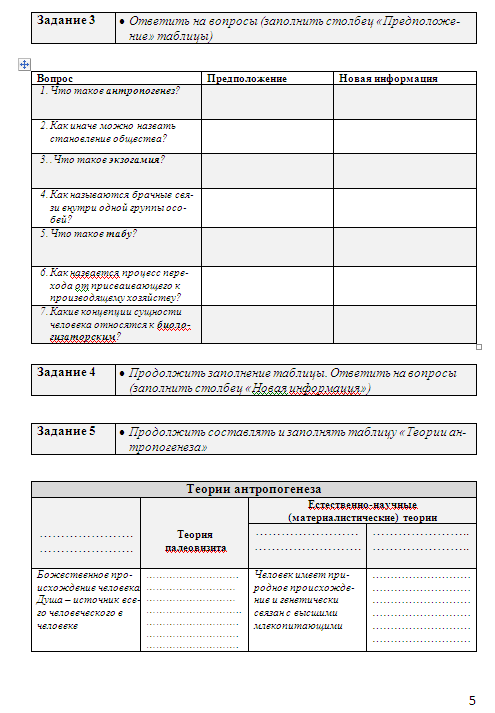 Задание 3
• Ответить на вопросы (заполнить столбец «Предположе-
ние» таблицы)
Вопрос Предположение Новая информация
1. Что такое антропогенез?
2. Как иначе можно назвать
становление общества?
3. .Что такое экзогамия?
4. Как называются брачные свя-
зи внутри одной группы осо-
бей?
5. Что такое табу?
6. Как назвается процесс пере-
хода от присваивающего к
производящему хозяйству?
7. Какие концепции сущности
человека относятся к биоло-
гизаторским?
Задание 4
• Продолжить заполнение таблицы. Ответить на вопросы
(заполнить столбец «Новая информация»)
Задание 5
• Продолжить составлять и заполнять таблицу «Теории ан-
тропогенеза»
Теории антропогенеза
…………………
…………………
Теория
палеовизита
Естественно-научные
(материалистические) теории
…………………… …………………..
…………………… …………………..
Божественное про-
исхождение человека
Душа – источник все-
го человеческого в
человеке
…………………
…………………
…………………
…………………
…………………
…………………
…………………
Человек имеет при-
родное происхожде-
ние и генетически
связан с высшими
млекопитающими
…………………
…………………
…………………
…………………
…………………
…………………
5